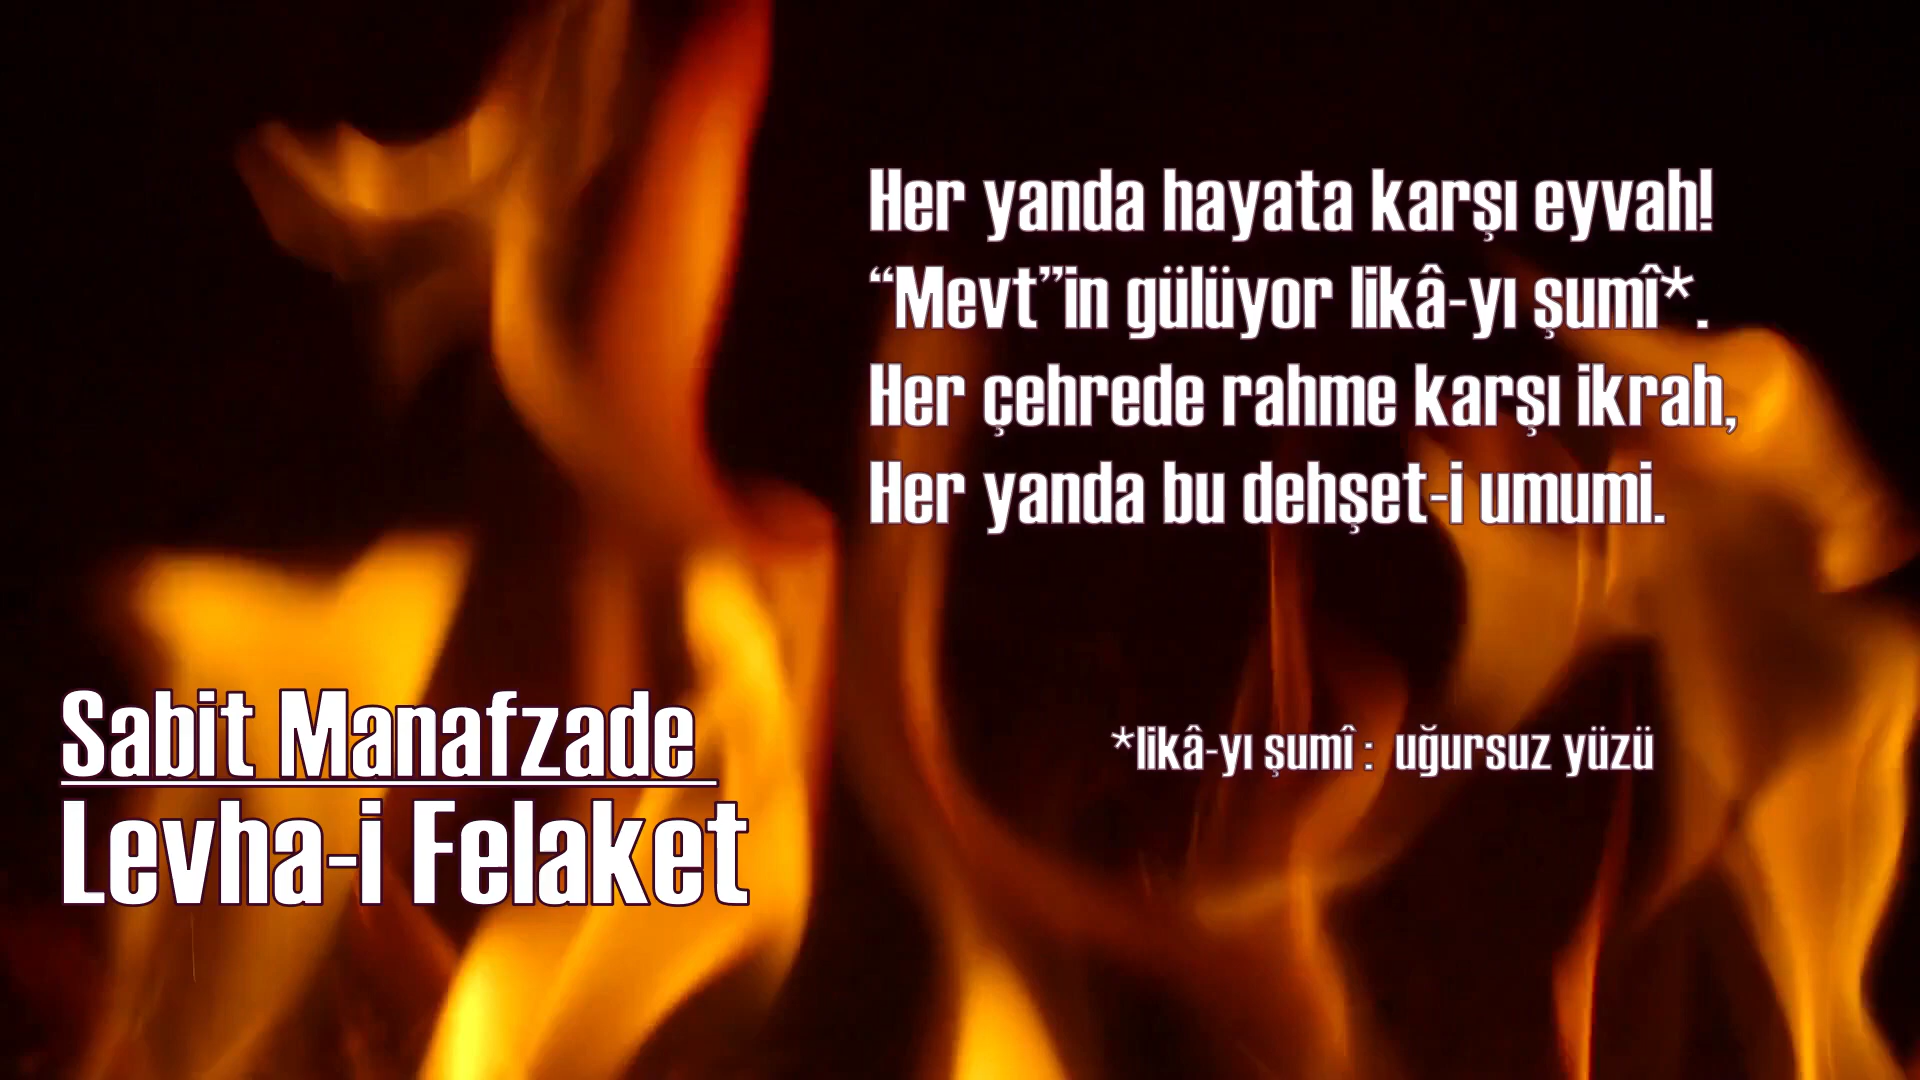 Her yanda hayata karşı eyvah!
“Mevt”in gülüyor likâ-yı şumî*.
Her çehrede rahme karşı ikrah,
Her yanda bu dehşet-i umumi.
*likâ-yı şumî : uğursuz yüzü
Sabit Manafzade
Levha-i Felaket